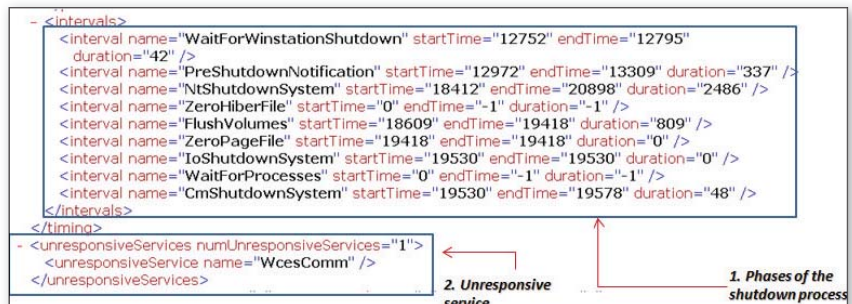 - <intervals>
<interval name="WaitForWinstationShutdown" startTime="12752" endTime="12795"
duration="42" />
<interval name="PreShutdownNotification" startTime="12972" endTime="13309" duration="337" />
<interval name="NtShutdownSystem" startTime="18412" endTime="20898" duration="2486" />
<interval name="ZeroHiberFile" startTime="0" endTime="-1" duration="-1" />
<interval name="FlushVolumes" startTime="18609" endTime="19418" duration="809" />
<interval name="ZeroPageFile" startTime="19418" endTime="19418" duration="0" />
<interval name="IoShutdownSystem" startTime="19530" endTime="19530" duration="0" />
<interval name="WaitForProcesses" startTime="0" endTime="-1" duration="-1" />
<interval name="CmShutdownSystem" startTime="19530" endTime="19578" duration="48" />
</intervals>
</timing>
- <unresponsiveServices numUnresponsiveServices="1">
<unresponsiveService name="WcesComm" />
</unresponsiveServices>
2. Unresponsive
service
1. Phases of the
shutdown process